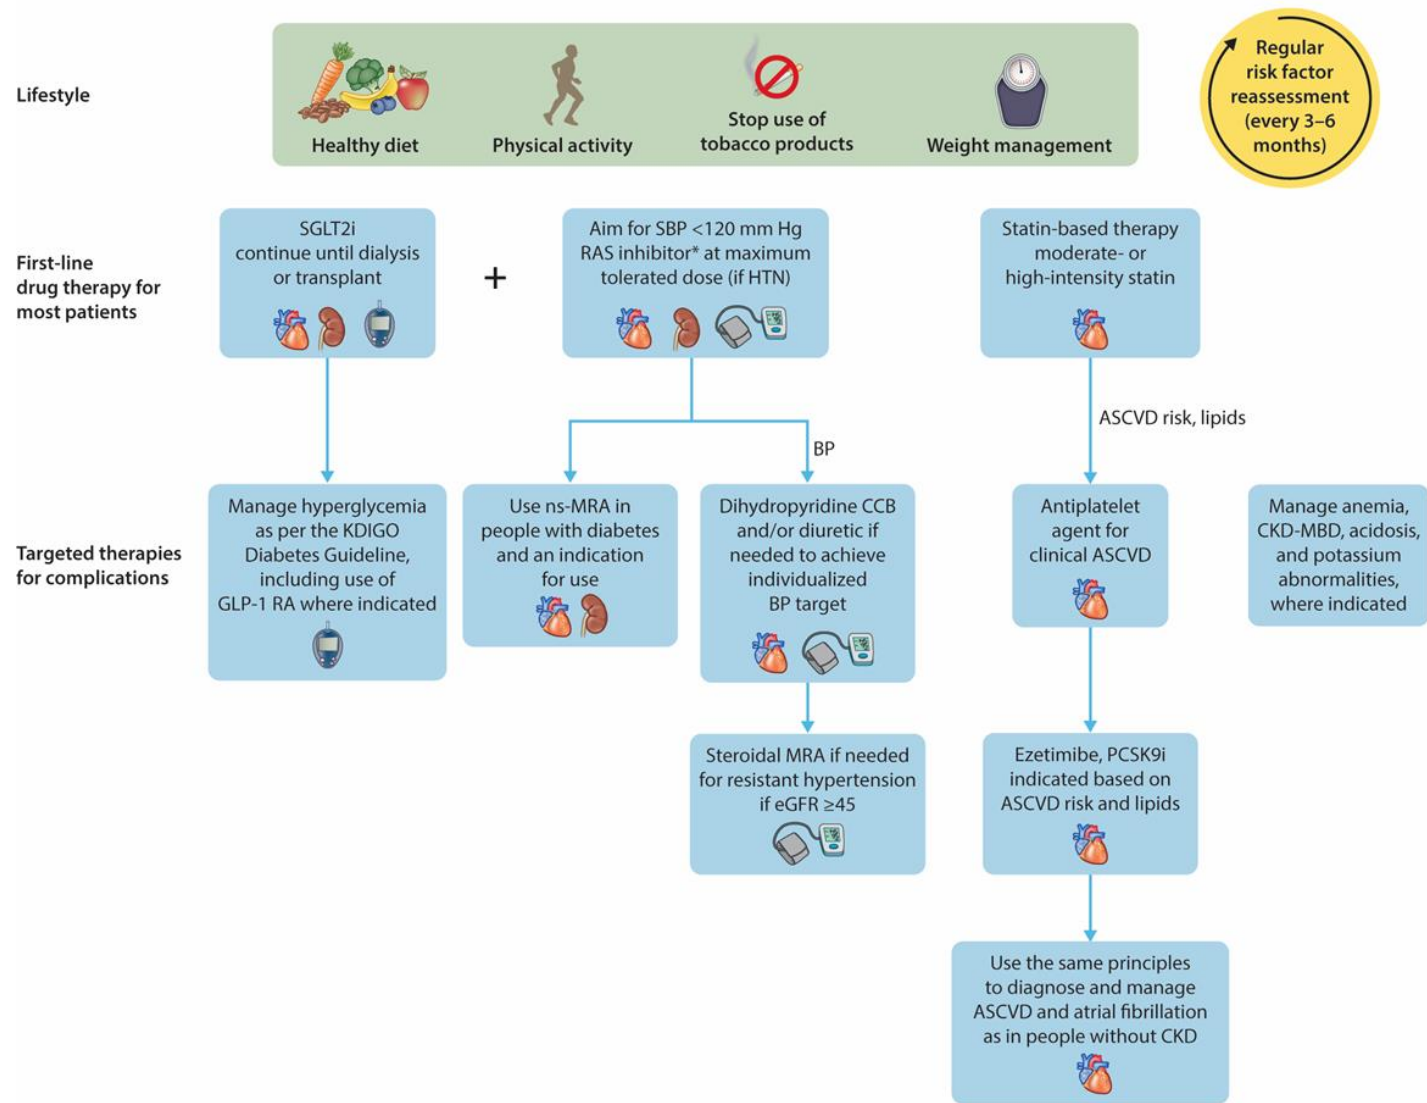 Lifestyle
Healthy diet
Physical activity
Stop use of
tobacco products
Weight management
Regular
risk factor
reassessment
(every 3–6
months)
First-line
drug therapy for
most patients
SGLT2i
continue until dialysis
or transplant
+
Aim for SBP <120 mm Hg
RAS inhibitor* at maximum
tolerated dose (if HTN)
Statin-based therapy
moderate- or
high-intensity statin
ASCVD risk, lipids
BP
Targeted therapies
for complications
Manage hyperglycemia
as per the KDIGO
Diabetes Guideline,
including use of
GLP-1 RA where indicated
Use ns-MRA in
people with diabetes
and an indication
for use
Dihydropyridine CCB
and/or diuretic if
needed to achieve
individualized
BP target
Antiplatelet
agent for
clinical ASCVD
Manage anemia,
CKD-MBD, acidosis,
and potassium
abnormalities,
where indicated
Steroidal MRA if needed
for resistant hypertension
if eGFR ≥45
Ezetimibe, PCSK9i
indicated based on
ASCVD risk and lipids
Use the same principles
to diagnose and manage
ASCVD and atrial fibrillation
as in people without CKD